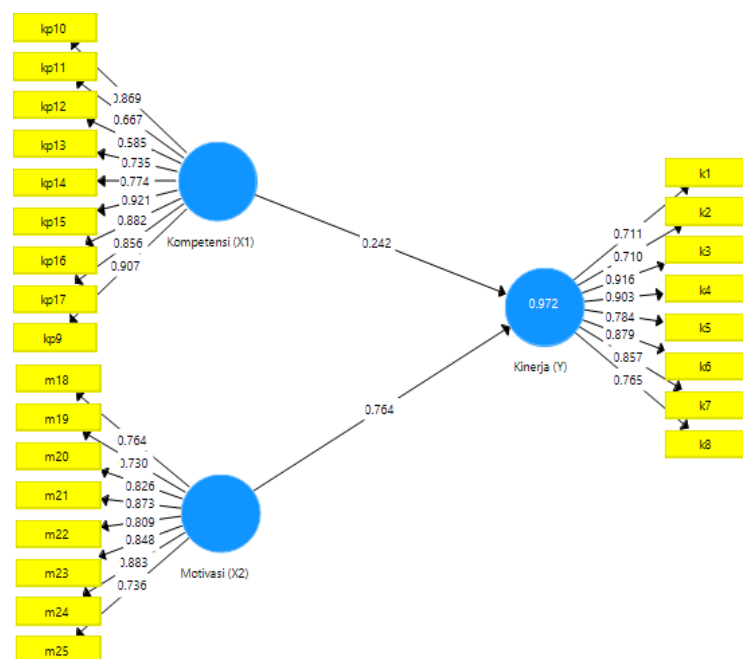 kp10
kp11
kp12
kp13
kp14
kp15
kp16
kp17
kp9
0.869
0.667
0.585
0.735
0.774
0.921
0.882
0.856
0.907
Kompetensi (X1)
0.242
m18
m19
m20
m21
m22
m23
m24
m25
0.764
0.730
0.826
0.873
0.809
0.848
0.883
0.736
Motivasi (X2)
0.764
0.972
Kinerja (Y)
0.711
0.710
0.916
0.903
0.784
0.879
0.857
0.765
k1
k2
k3
k4
k5
k6
k7
k8